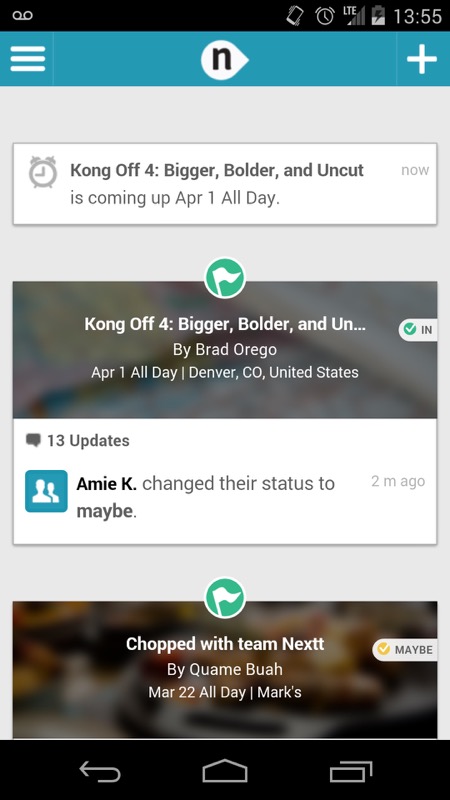 LTE 13:55
n
Kong Off 4: Bigger, Bolder, and Uncut now
is coming up Apr 1 All Day.
Kong Off 4: Bigger, Bolder, and Un...
IN
By Brad Orego
Apr 1 All Day | Denver, CO, United States
13 Updates
Amie K. changed their status to 2 m ago
maybe.
Chopped with team Nextt
MAYBE
By Quame Buah
Mar 22 All Day | Mark's